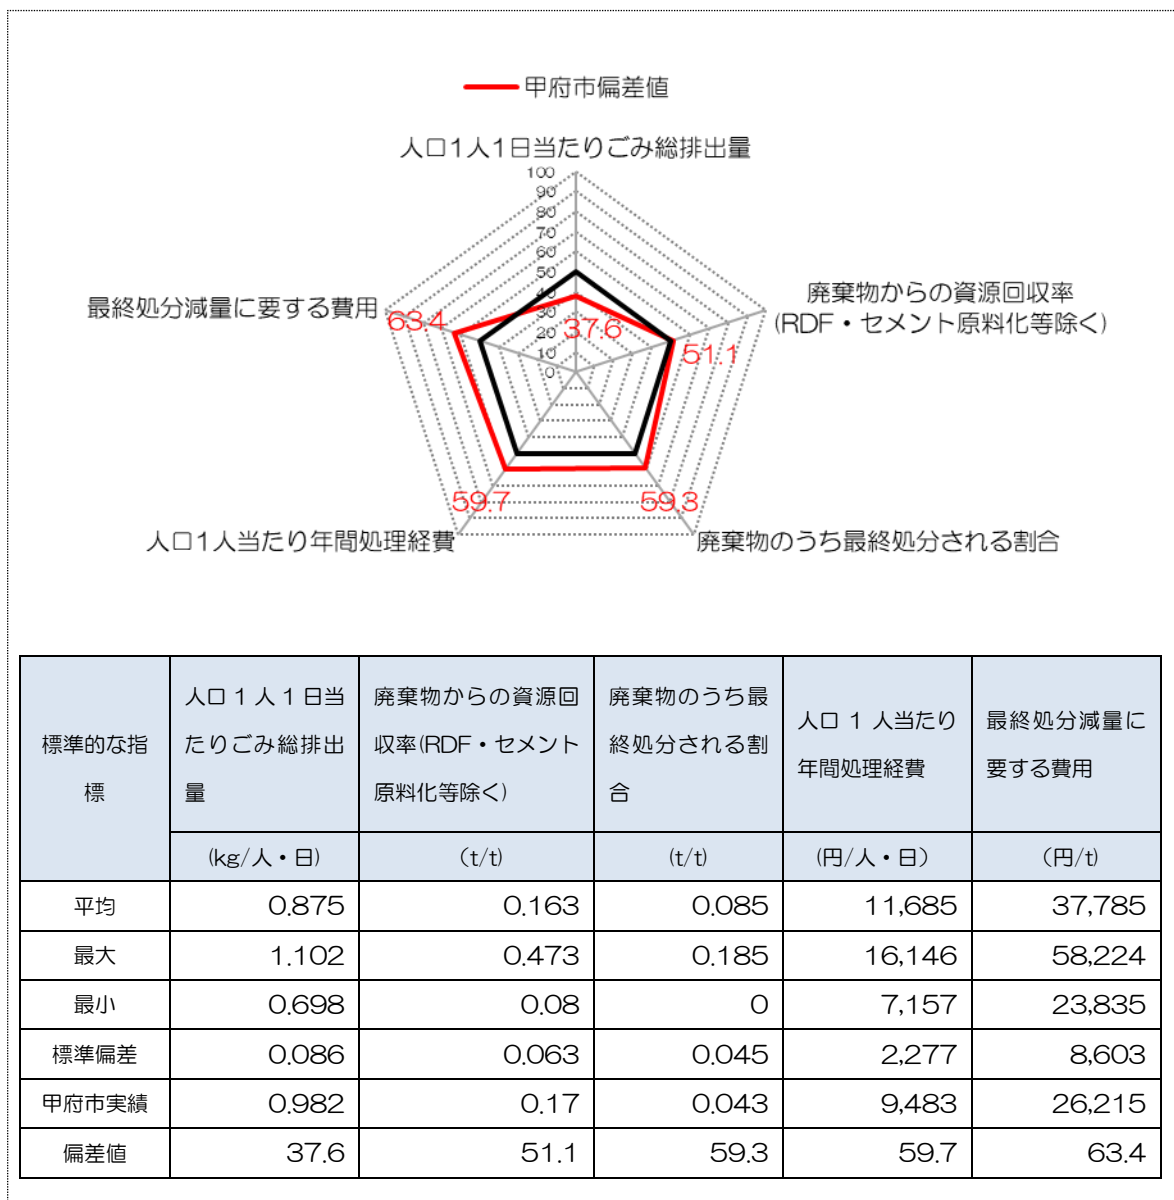 甲府市偏差値
人口1人1日当たりごみ総排出量
100
90
80
70
60
50
40
30
20
10
0
37.6
廃棄物からの資源回収率
(RDF・セメント原料化等除く)
51.1
最終処分減量に要する費用
63.4
59.7
59.3
人口1人当たり年間処理経費
廃棄物のうち最終処分される割合
標準的な指
標
人口 1 人 1 日当
たりごみ総排出
量
廃棄物からの資源回
収率(RDF・セメント
原料化等除く)
廃棄物のうち最
終処分される割
合
人口 1 人当たり
年間処理経費
最終処分減量に
要する費用
(kg/人・日) (t/t) (t/t) (円/人・日) (円/t)
平均 0.875 0.163 0.085 11,685 37,785
最大 1.102 0.473 0.185 16,146 58,224
最小 0.698 0.08 0 7,157 23,835
標準偏差 0.086 0.063 0.045 2,277 8,603
甲府市実績 0.982 0.17 0.043 9,483 26,215
偏差値 37.6 51.1 59.3 59.7 63.4